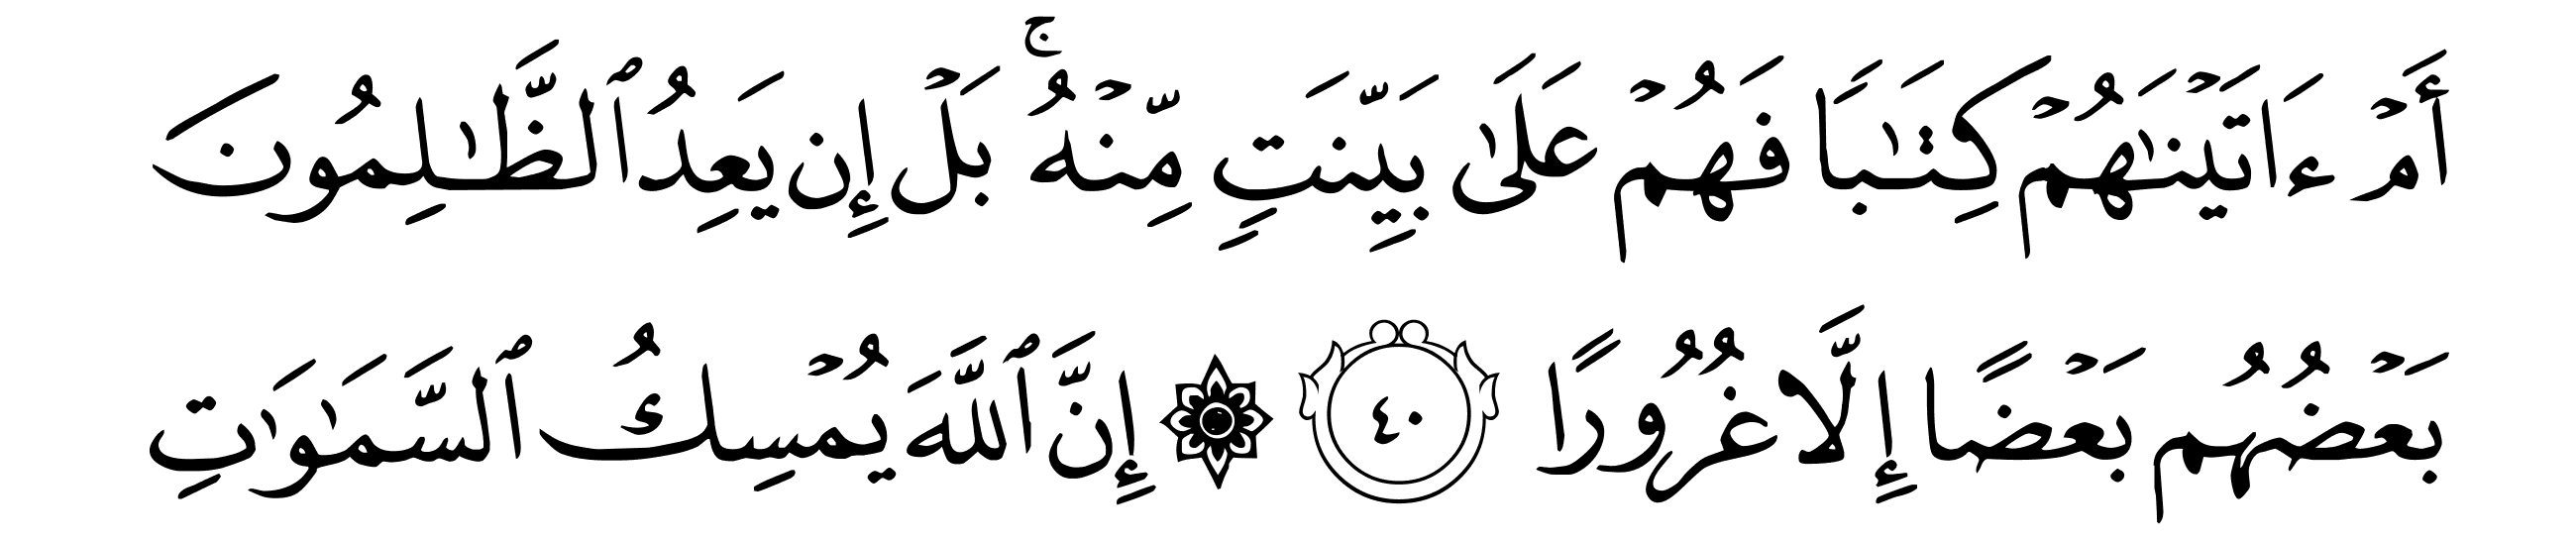 أَمۡ ءَاتَيۡنَٰهُمۡ كِتَٰبٗا فَهُمۡ عَلَىٰ بَيِّنَتٖ مِّنۡهُۚ بَلۡ إِن يَعِدُ ٱلظَّٰلِمُونَ
بَعۡضُهُم بَعۡضًا إِلَّا غُرُورًا ٤٠ ۞ إِنَّ ٱللَّهَ يُمۡسِكُ ٱلسَّمَٰوَٰتِ